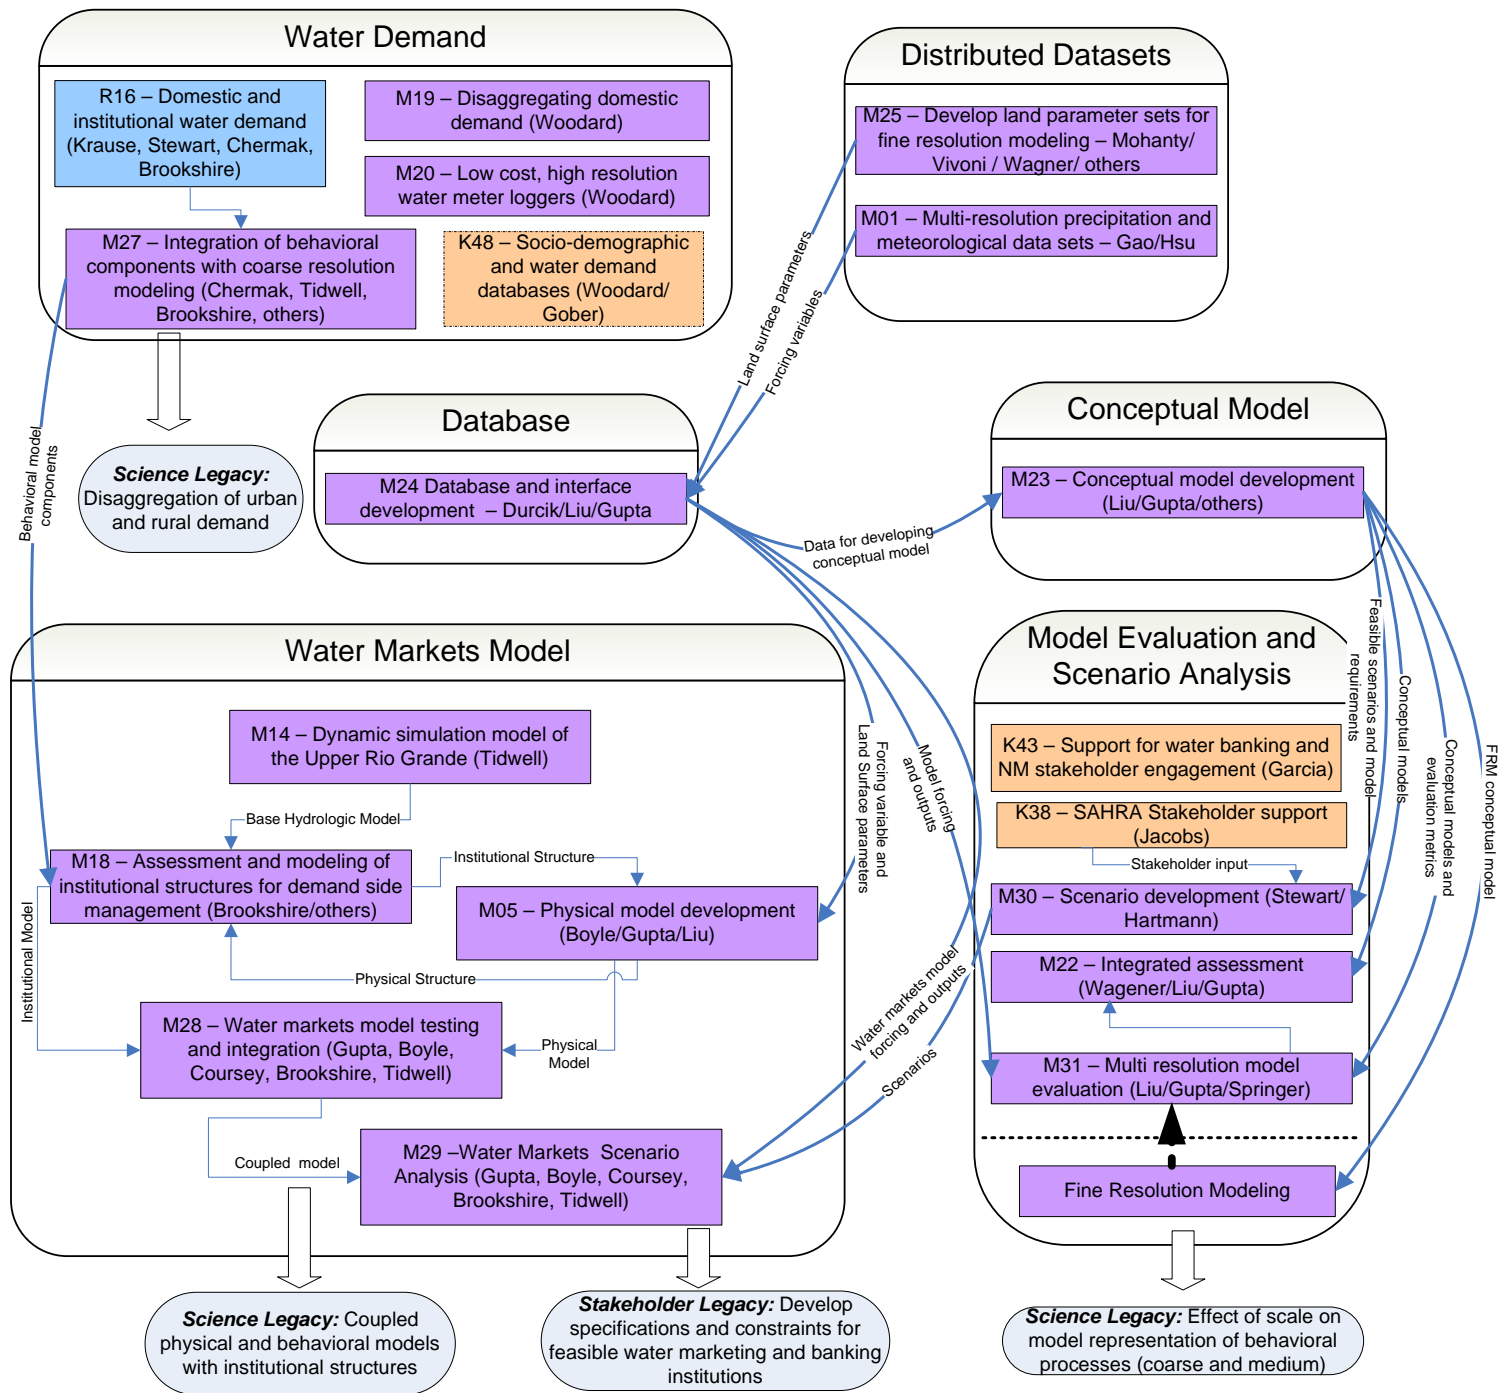 Water Demand
R16 – Domestic and
institutional water demand
(Krause, Stewart, Chermak,
Brookshire)
M19 – Disaggregating domestic
demand (Woodard)
M20 – Low cost, high resolution
water meter loggers (Woodard)
M27 – Integration of behavioral
components with coarse resolution
modeling (Chermak, Tidwell,
Brookshire, others)
K48 – Socio-demographic
and water demand
databases (Woodard/
Gober)
Distributed Datasets
M25 – Develop land parameter sets for
fine resolution modeling – Mohanty/
Vivoni / Wagner/ others
M01 – Multi-resolution precipitation and
meteorological data sets – Gao/Hsu
Land surface parameters
Forcing variables
Behavioral model
components
Science Legacy:
Disaggregation of urban
and rural demand
Database
M24 Database and interface
development – Durcik/Liu/Gupta
Data for developing
conceptual model
Conceptual Model
M23 – Conceptual model development
(Liu/Gupta/others)
Feasible scenarios and model
requirements
Conceptual models
Conceptual models and
evaluation metrics
FRM conceptual model
Water Markets Model
M14 – Dynamic simulation model of
the Upper Rio Grande (Tidwell)
Base Hydrologic Model
M18 – Assessment and modeling of
institutional structures for demand side
management (Brookshire/others)
Institutional Structure
M05 – Physical model development
(Boyle/Gupta/Liu)
Physical Structure
Institutional Model
M28 – Water markets model testing
and integration (Gupta, Boyle,
Coursey, Brookshire, Tidwell)
Physical
Model
Coupled model
M29 –Water Markets Scenario
Analysis (Gupta, Boyle, Coursey,
Brookshire, Tidwell)
Forcing variable and
Land Surface parameters
Model forcing
and outputs
Water markets model
forcing and outputs
Scenarios
Model Evaluation and
Scenario Analysis
K43 – Support for water banking and
NM stakeholder engagement (Garcia)
K38 – SAHRA Stakeholder support
(Jacobs)
Stakeholder input
M30 – Scenario development (Stewart/
Hartmann)
M22 – Integrated assessment
(Wagener/Liu/Gupta)
M31 – Multi resolution model
evaluation (Liu/Gupta/Springer)
Fine Resolution Modeling
Science Legacy: Coupled
physical and behavioral models
with institutional structures
Stakeholder Legacy: Develop
specifications and constraints for
feasible water marketing and banking
institutions
Science Legacy: Effect of scale on
model representation of behavioral
processes (coarse and medium)